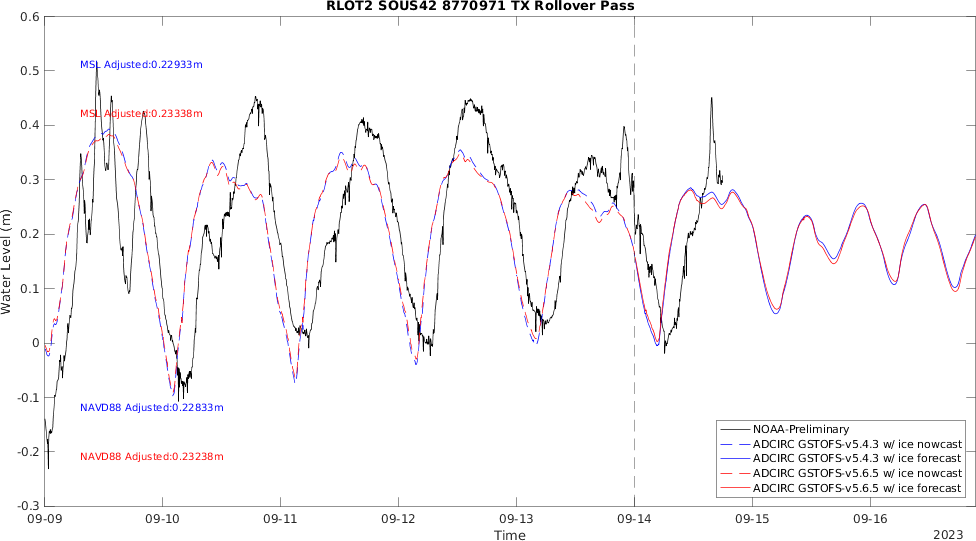 RLOT2 SOUS42 8770971 TX Rollover Pass
0.6
0.5
0.4
0.3
0.2
0.1
0
-0.1
-0.2
-0.3
Water Level (m)
MSL Adjusted:0.22933m
MSL Adjusted:0.23338m
NAVD88 Adjusted:0.22833m
NAVD88 Adjusted:0.23238m
NOAA-Preliminary
ADCIRC GSTOFS-v5.4.3 w/ ice nowcast
ADCIRC GSTOFS-v5.4.3 w/ ice forecast
ADCIRC GSTOFS-v5.6.5 w/ ice nowcast
ADCIRC GSTOFS-v5.6.5 w/ ice forecast
09-09 09-10 09-11 09-12 09-13 09-14 09-15 09-16
Time
2023